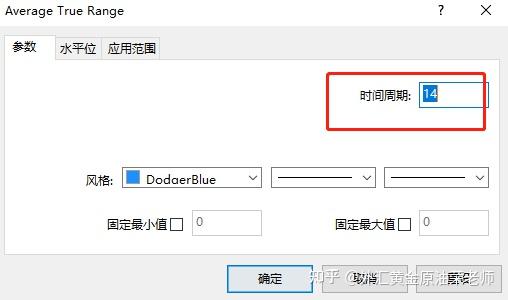 Average True Range
? ×
参数 水平位 应用范围
时间周期: 14
风格: DodgerBlue
固定最小值 0 固定最大值 0
确定 取消 重设
知乎 @外汇黄金原油 老师